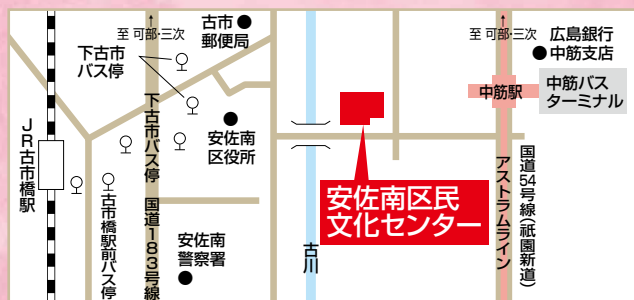 至 可部·三次
古市
郵便局
下古市
バス停
下古市バス停
国道183号線
安佐南
区役所
JR古市橋駅
古市橋駅前バス停
安佐南
警察署
古川
安佐南区民
文化センター
至 可部·三次
広島銀行
中筋支店
中筋駅
中筋バス
ターミナル
アストラムライン
国道54号線(祇園新道)